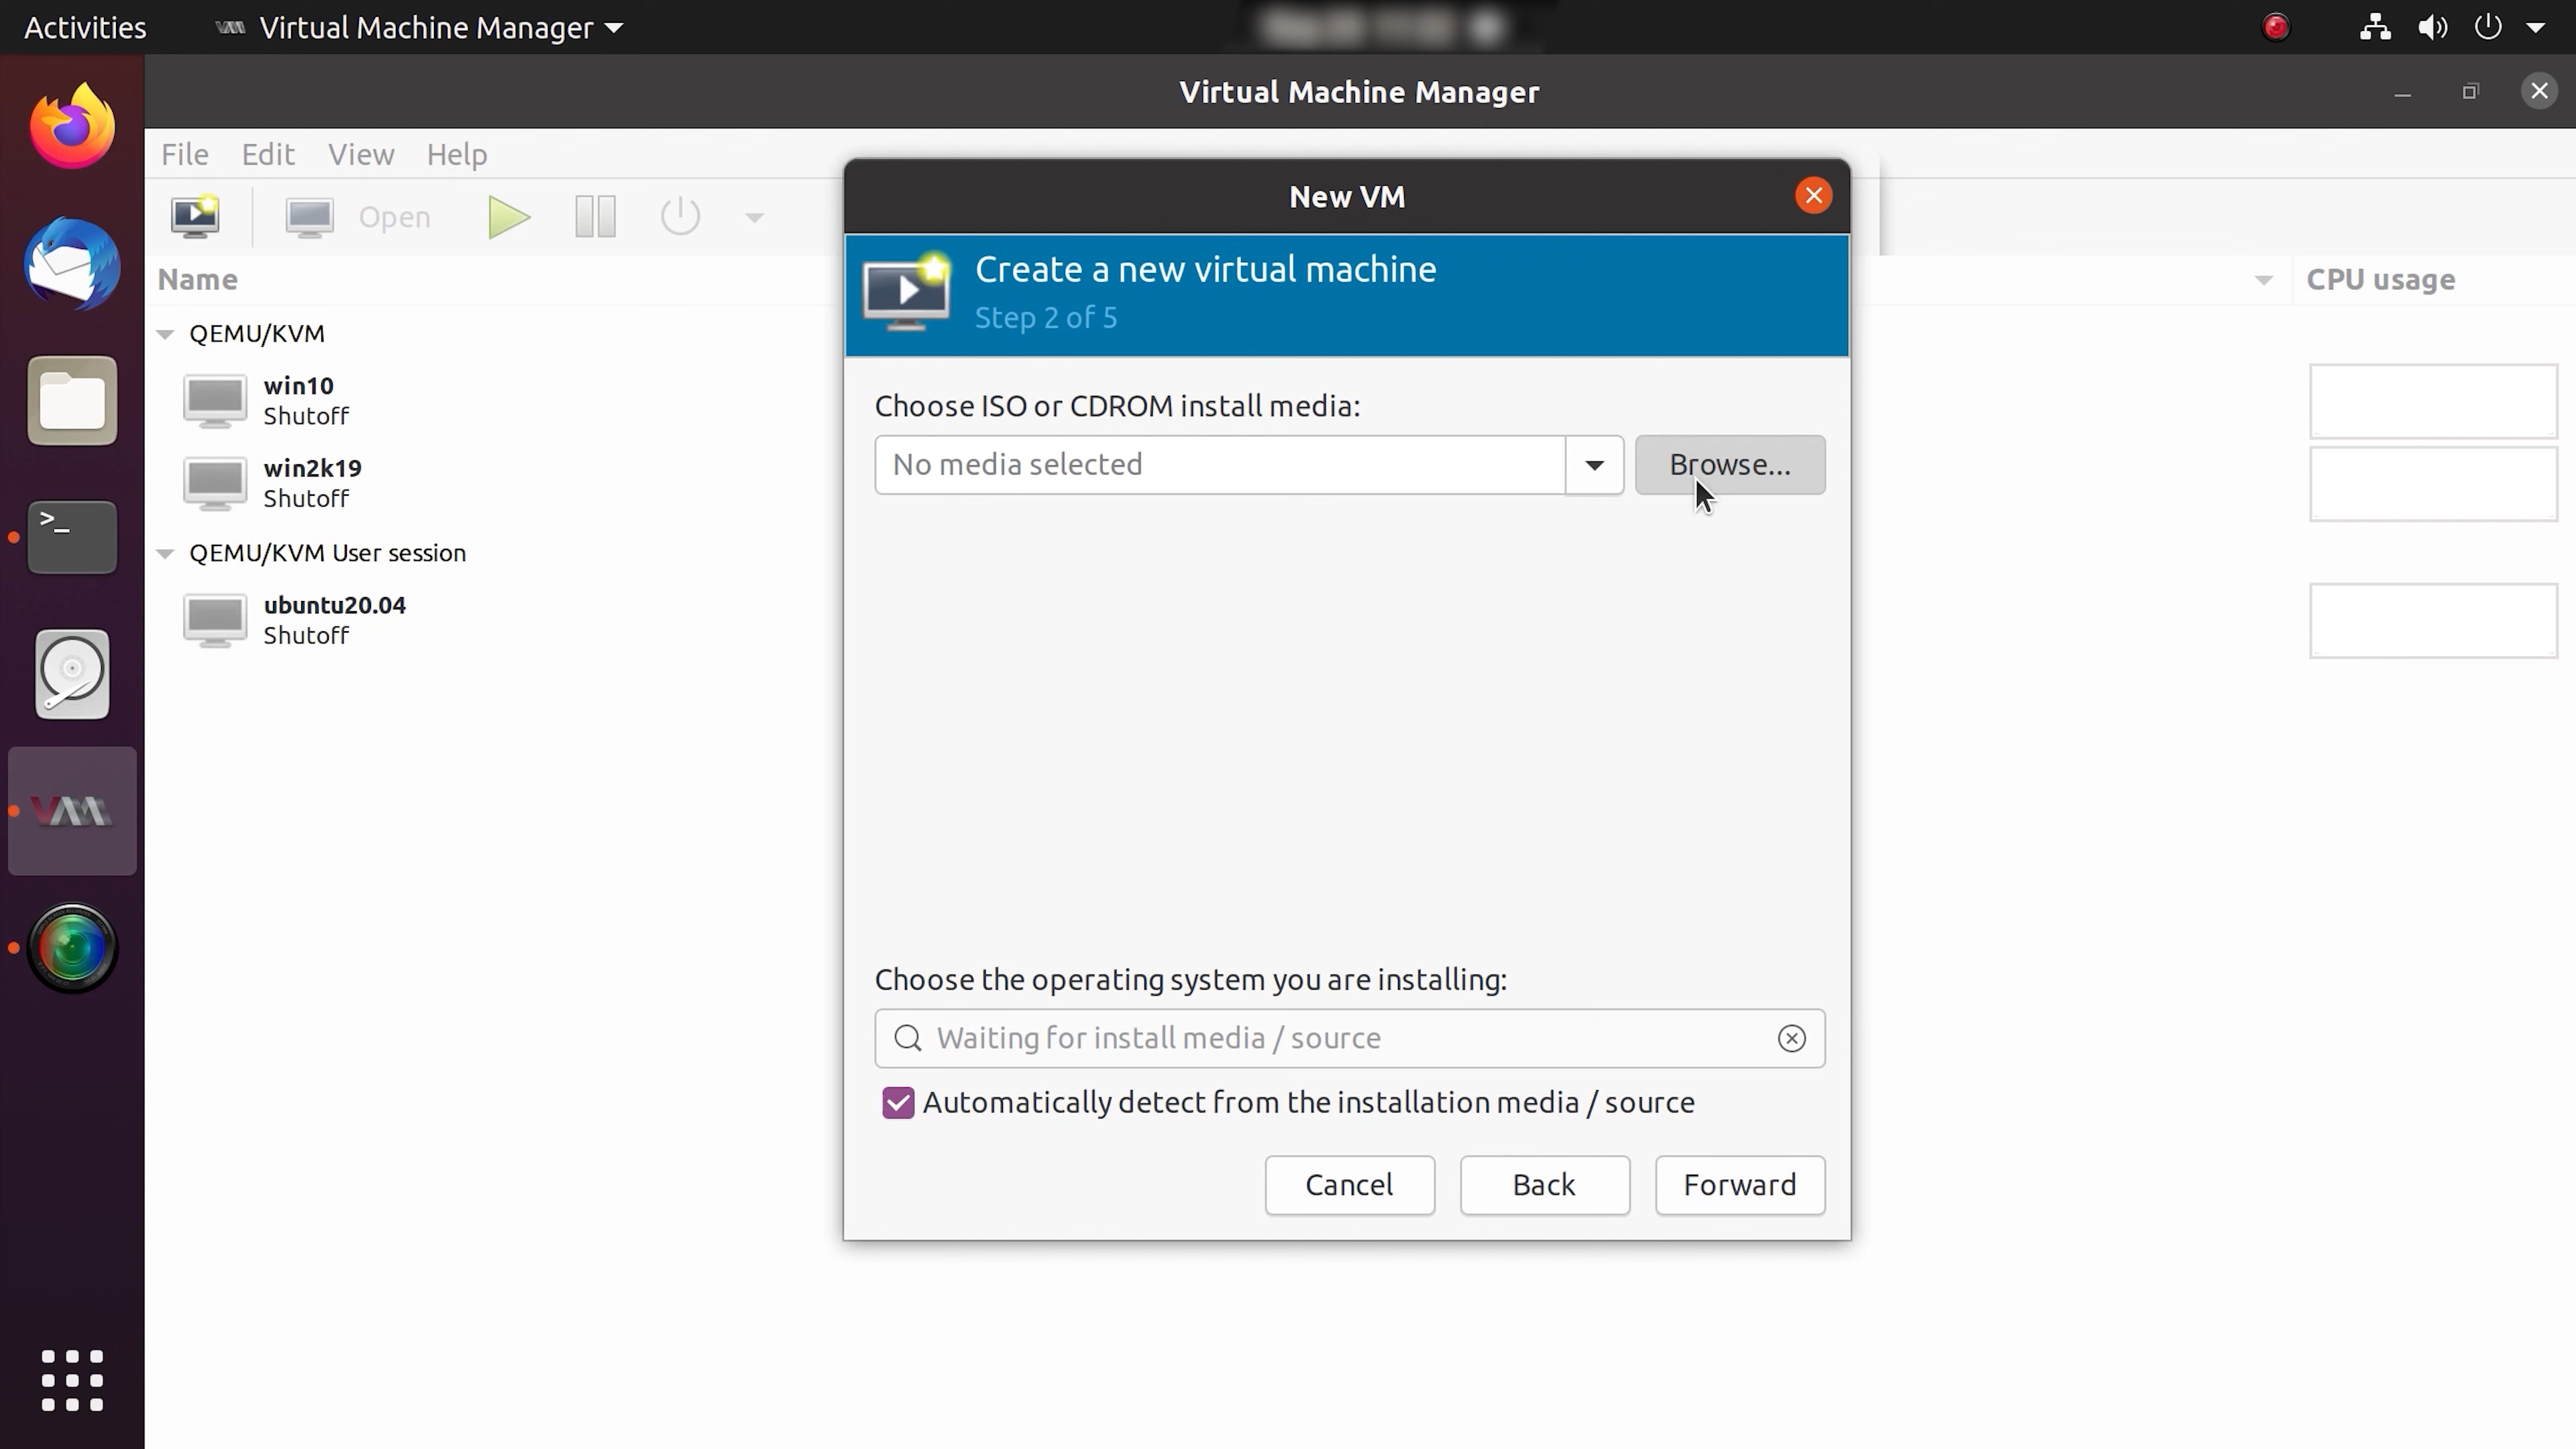 Activities
Virtual Machine Manager
Virtual Machine Manager
File Edit View Help
Open
Name
CPU usage
QEMU/KVM
win10
Shutoff
win2k19
Shutoff
QEMU/KVM User session
ubuntu20.04
Shutoff
New VM
Create a new virtual machine
Step 2 of 5
Choose ISO or CDROM install media:
No media selected
Browse...
Choose the operating system you are installing:
Waiting for install media / source
Automatically detect from the installation media / source
Cancel
Back
Forward